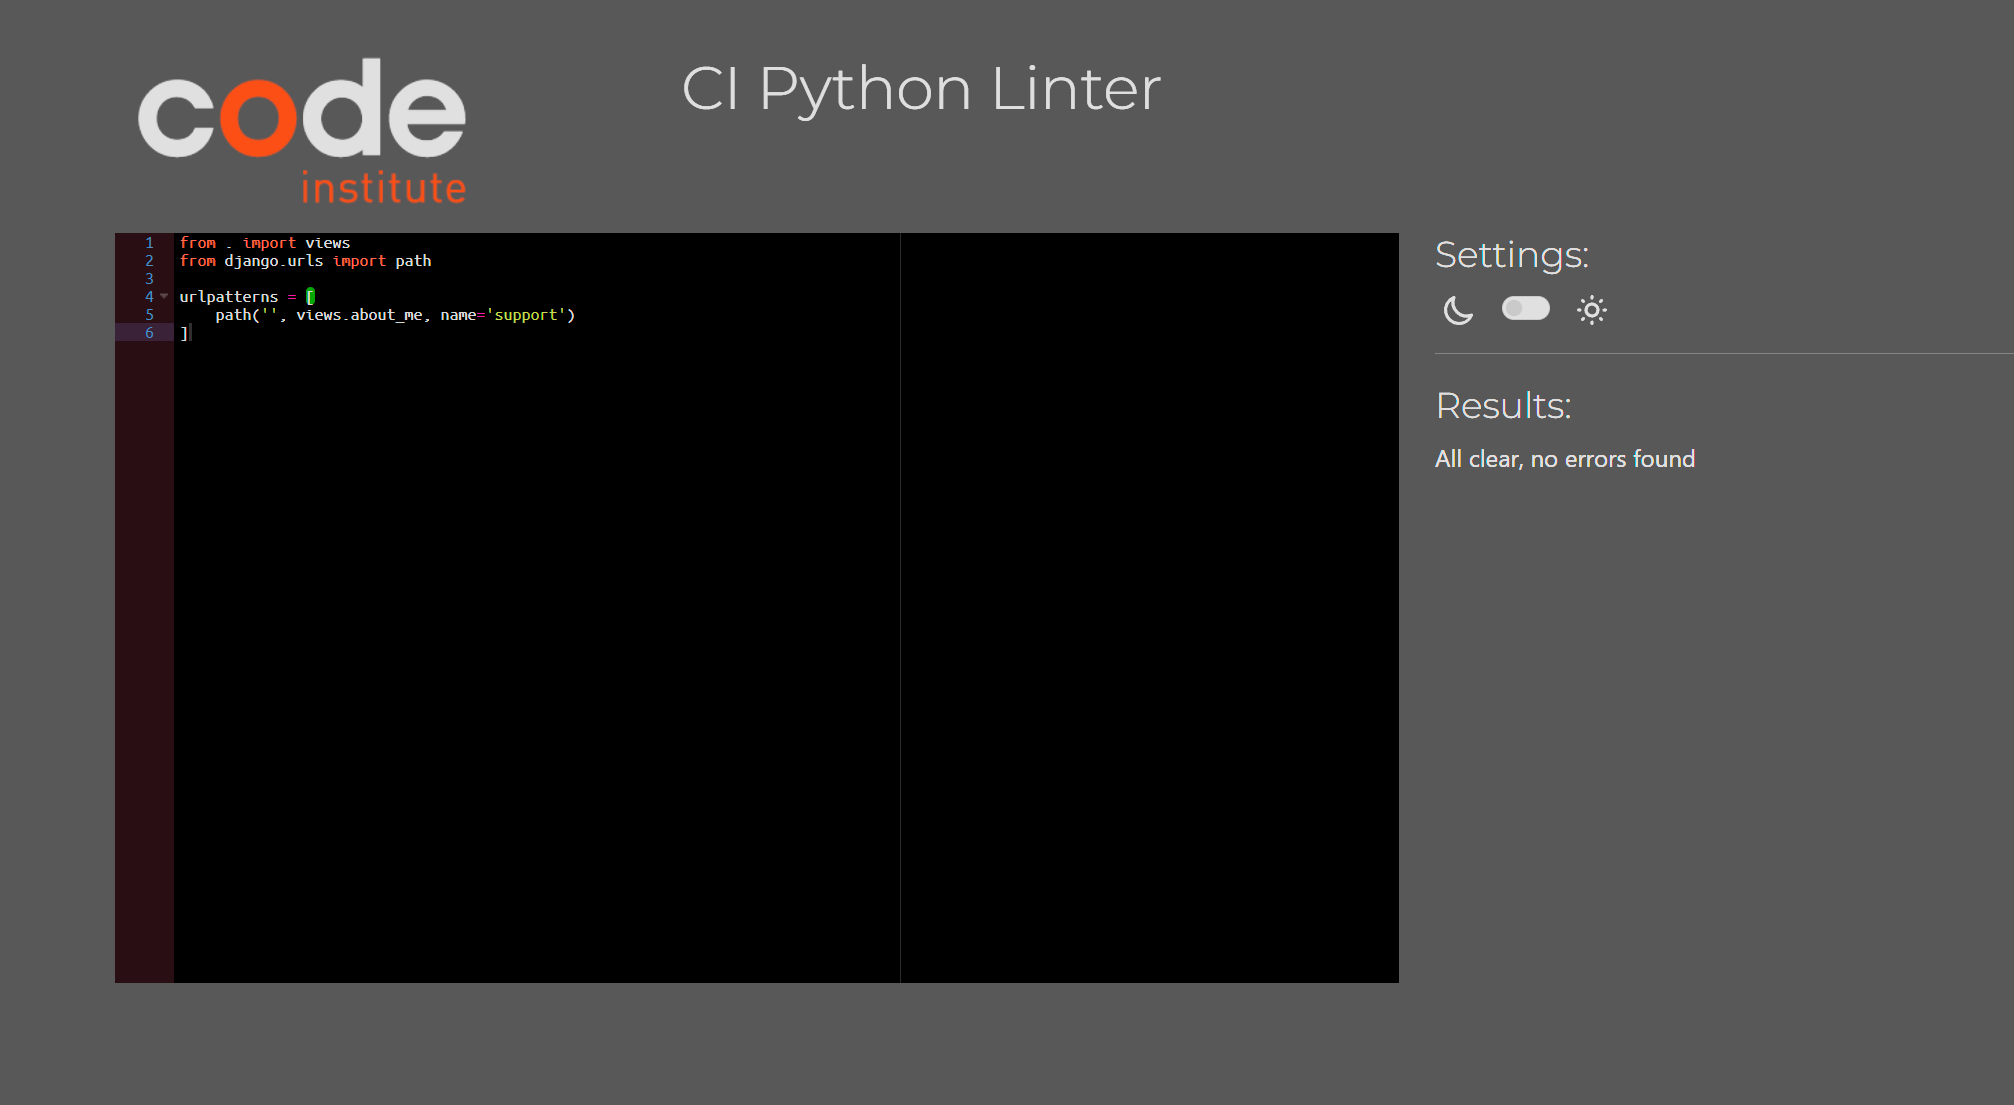 code
institute
CI Python Linter
1 from . import views
2 from django.urls import path
3
4 urlpatterns = [
5     path('', views.about_me, name='support')
6 ]
Settings:
Results:
All clear, no errors found